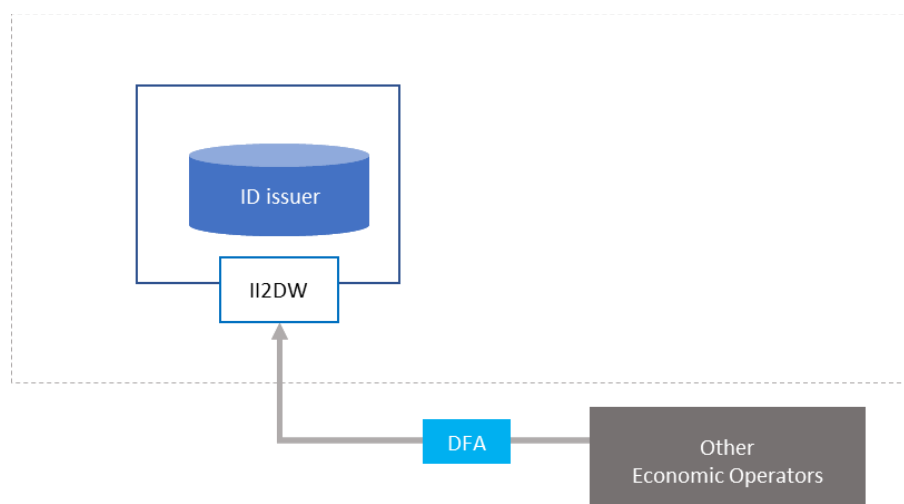 ID issuer
II2DW
DFA
Other
Economic Operators